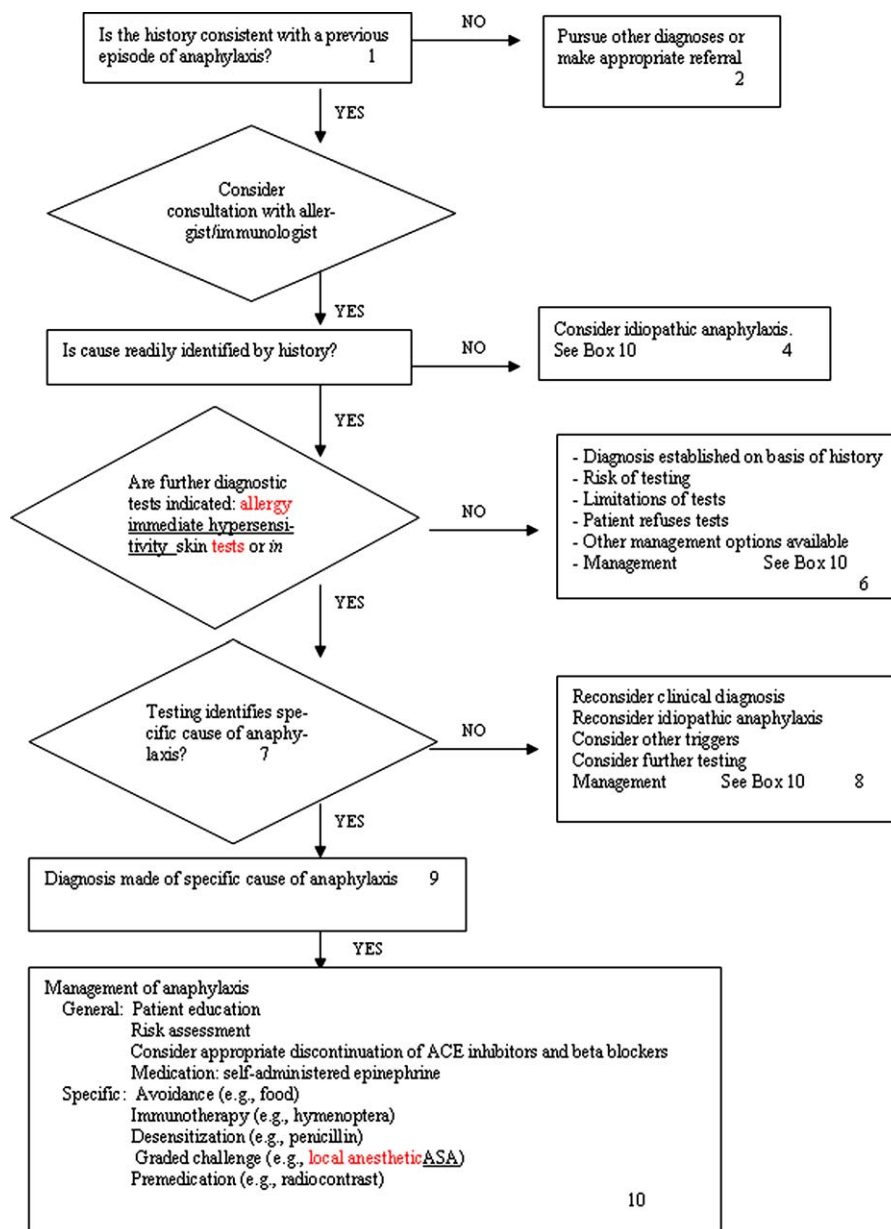 Is the history consistent with a previous
episode of anaphylaxis? 1
NO
Pursue other diagnoses or
make appropriate referral
2
YES
Consider
consultation with aller-
gist/immunologist
YES
Is cause readily identified by history?
NO
Consider idiopathic anaphylaxis.
See Box 10 4
YES
Are further diagnostic
tests indicated: allergy
immediate hypersensi-
tivity skin tests or in
NO
- Diagnosis established on basis of history
- Risk of testing
- Limitations of tests
- Patient refuses tests
- Other management options available
- Management See Box 10
6
YES
Testing identifies spe-
cific cause of anaphy-
laxis? 7
NO
Reconsider clinical diagnosis
Reconsider idiopathic anaphylaxis
Consider other triggers
Consider further testing
Management See Box 10 8
YES
Diagnosis made of specific cause of anaphylaxis 9
YES
Management of anaphylaxis
General: Patient education
Risk assessment
Consider appropriate discontinuation of ACE inhibitors and beta blockers
Medication: self-administered epinephrine
Specific: Avoidance (e.g., food)
Immunotherapy (e.g., hymenoptera)
Desensitization (e.g., penicillin)
Graded challenge (e.g., local anestheticASA)
Premedication (e.g., radiocontrast)
10